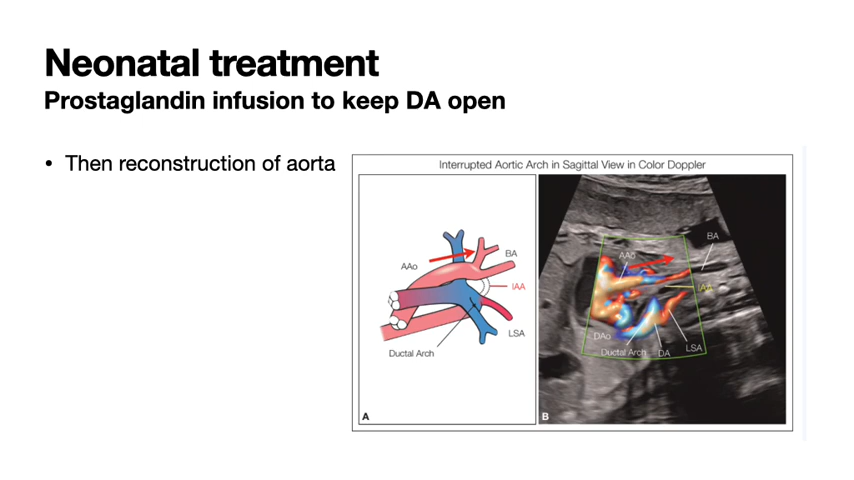 Neonatal treatment
Prostaglandin infusion to keep DA open
• Then reconstruction of aorta
Interrupted Aortic Arch in Sagittal View in Color Doppler
AAo
BA
IAA
LSA
Ductal Arch
A
BA
AAo
IAA
DAo
Ductal Arch
DA
LSA
B